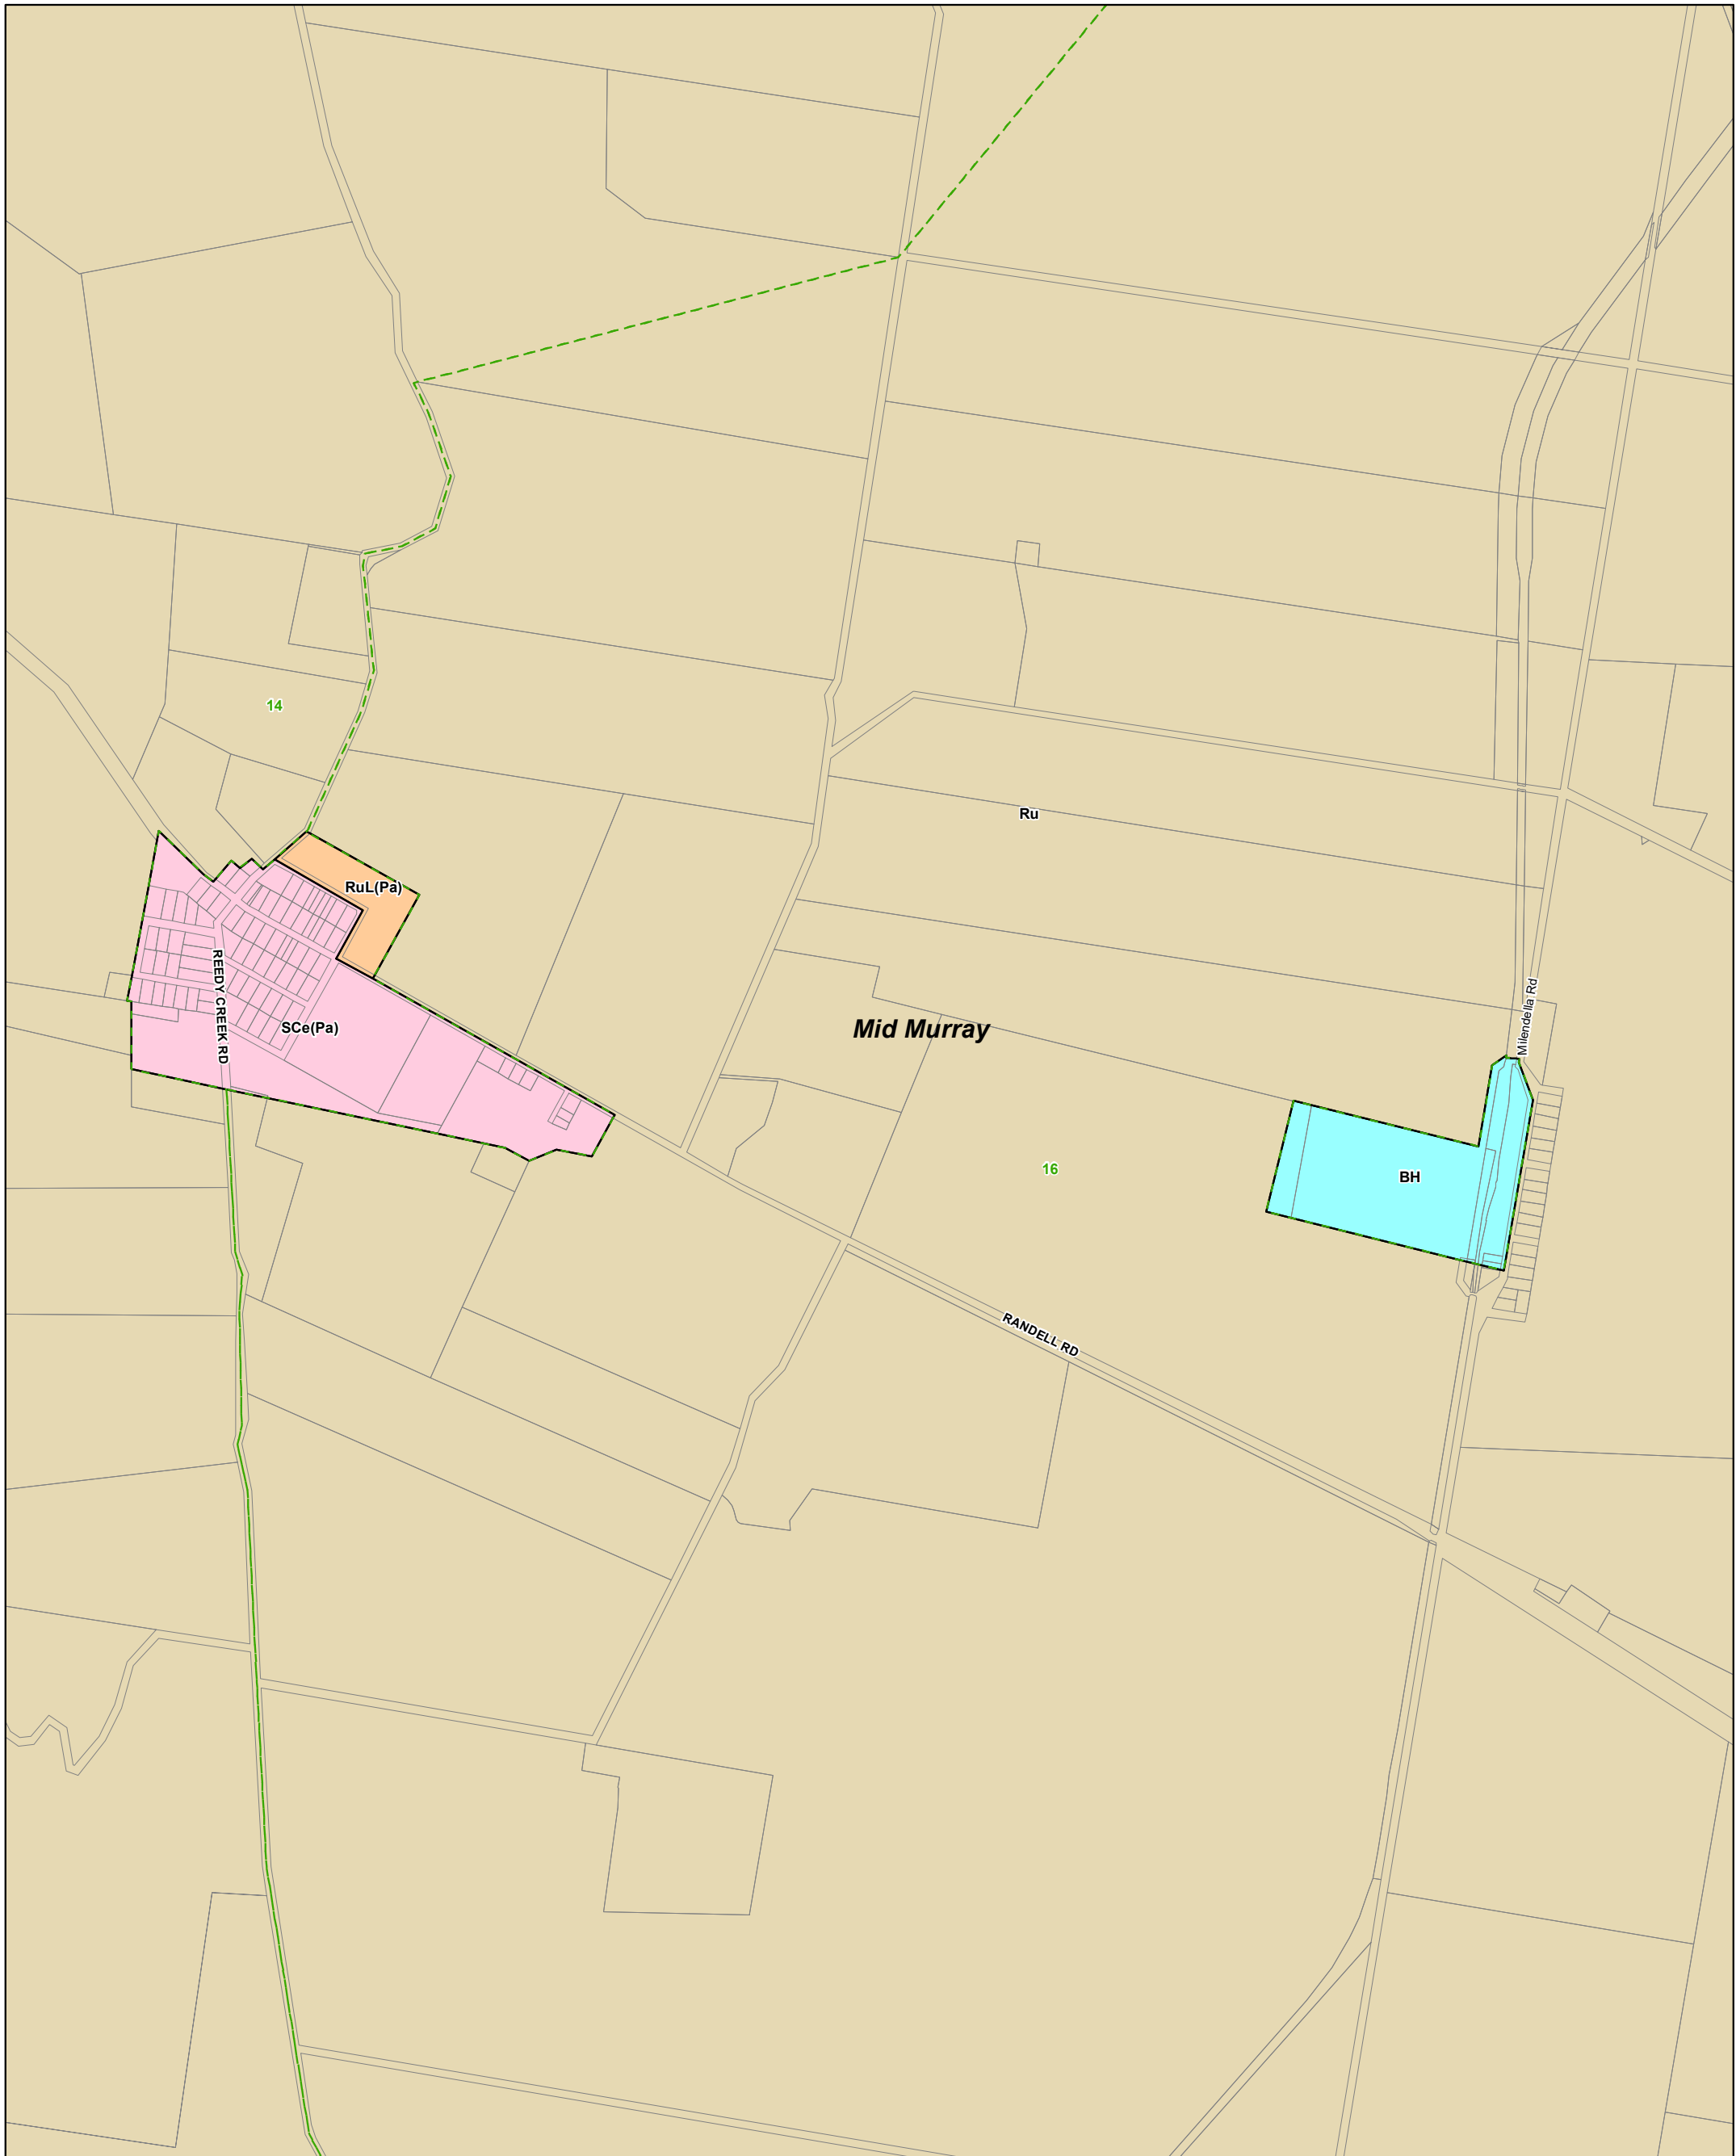 14
Ru
RuL(Pa)
REEDY CREEK RD
SCe(Pa)
Mid Murray
Milendella Rd
16
BH
RANDELL RD